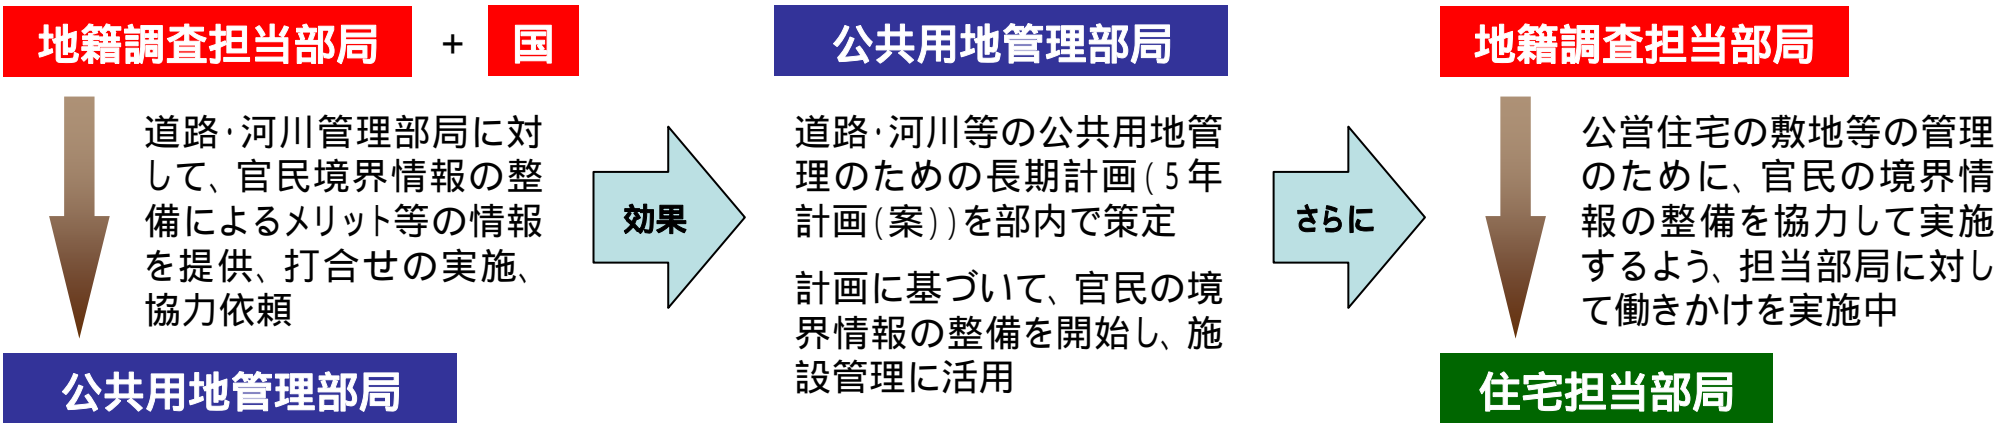 地籍調査担当部局 + 国
道路・河川管理部局に対
して、官民境界情報の整
備によるメリット等の情報
を提供、打合せの実施、
協力依頼
公共用地管理部局
効果
公共用地管理部局
道路・河川等の公共用地管
理のための長期計画(5年
計画(案))を部内で策定
計画に基づいて、官民の境
界情報の整備を開始し、施
設管理に活用
さらに
地籍調査担当部局
公営住宅の敷地等の管理
のために、官民の境界情
報の整備を協力して実施
するよう、担当部局に対し
て働きかけを実施中
住宅担当部局